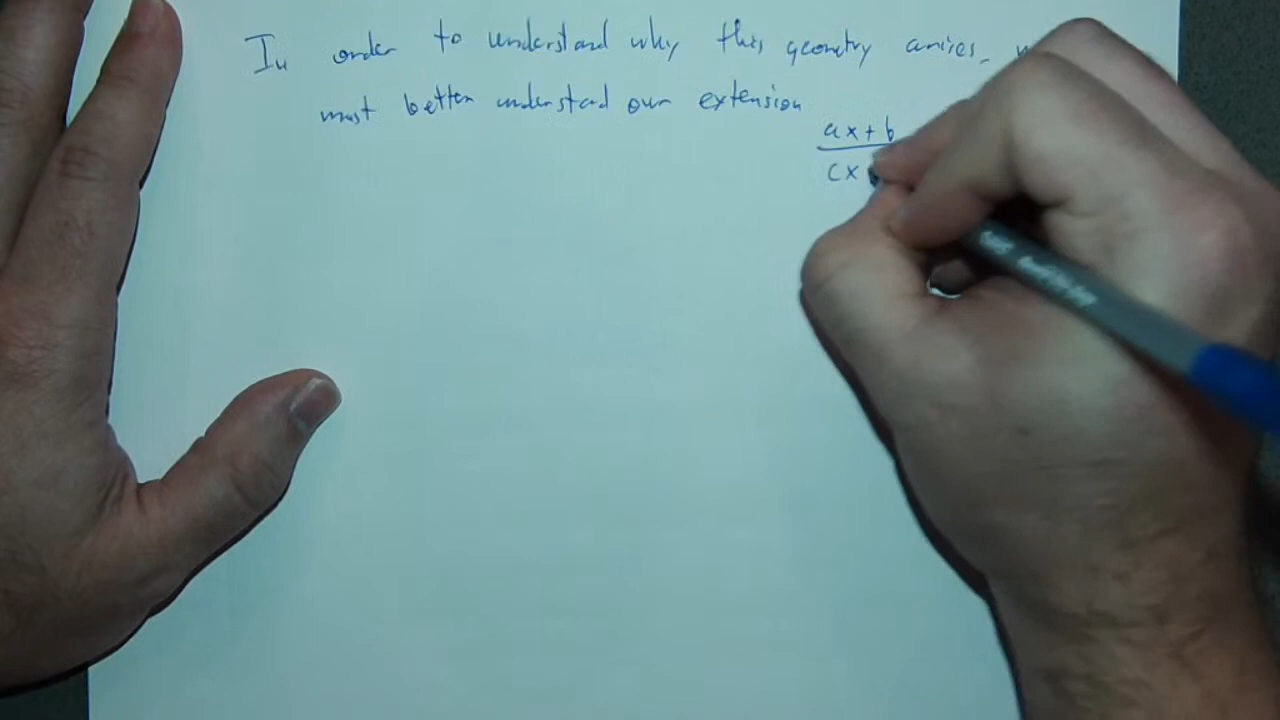 In order to understand why this geometry arises,
must better understand our extension
ax + b
cx